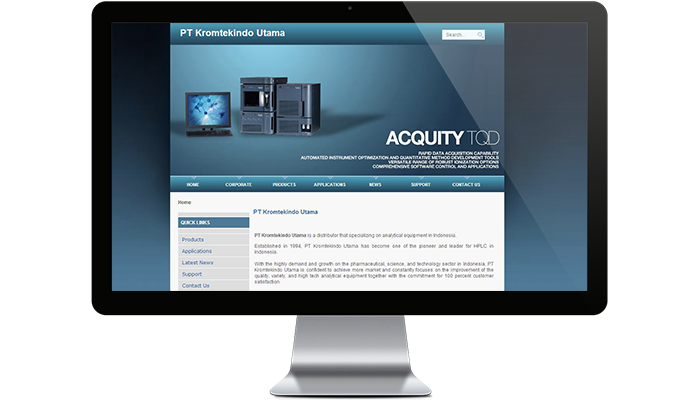 PT Kromtekindo Utama
Search...
ACQUITY TQD
RAPID DATA ACQUISITION CAPABILITY
AUTOMATED INSTRUMENT OPTIMIZATION AND QUANTITATIVE METHOD DEVELOPMENT TOOLS
VERSATILE RANGE OF ROBUST IONIZATION OPTIONS
COMPREHENSIVE SOFTWARE CONTROL AND APPLICATIONS
HOME CORPORATE PRODUCTS APPLICATIONS NEWS SUPPORT CONTACT US
Home
QUICK LINKS
Products
Applications
Latest News
Support
Contact Us
PT Kromtekindo Utama
PT Kromtekindo Utama is a distributor that specializing on analytical equipment in Indonesia.
Established in 1994, PT Kromtekindo Utama has become one of the pioneer and leader for HPLC in
Indonesia.
With the highly demand and growth on the pharmaceutical, science, and technology sector in Indonesia, PT
Kromtekindo Utama is confident to achieve more market and constantly focuses on the improvement of the
quality, variety, and high tech analytical equipment together with the commitment for 100 percent customer
satisfaction.